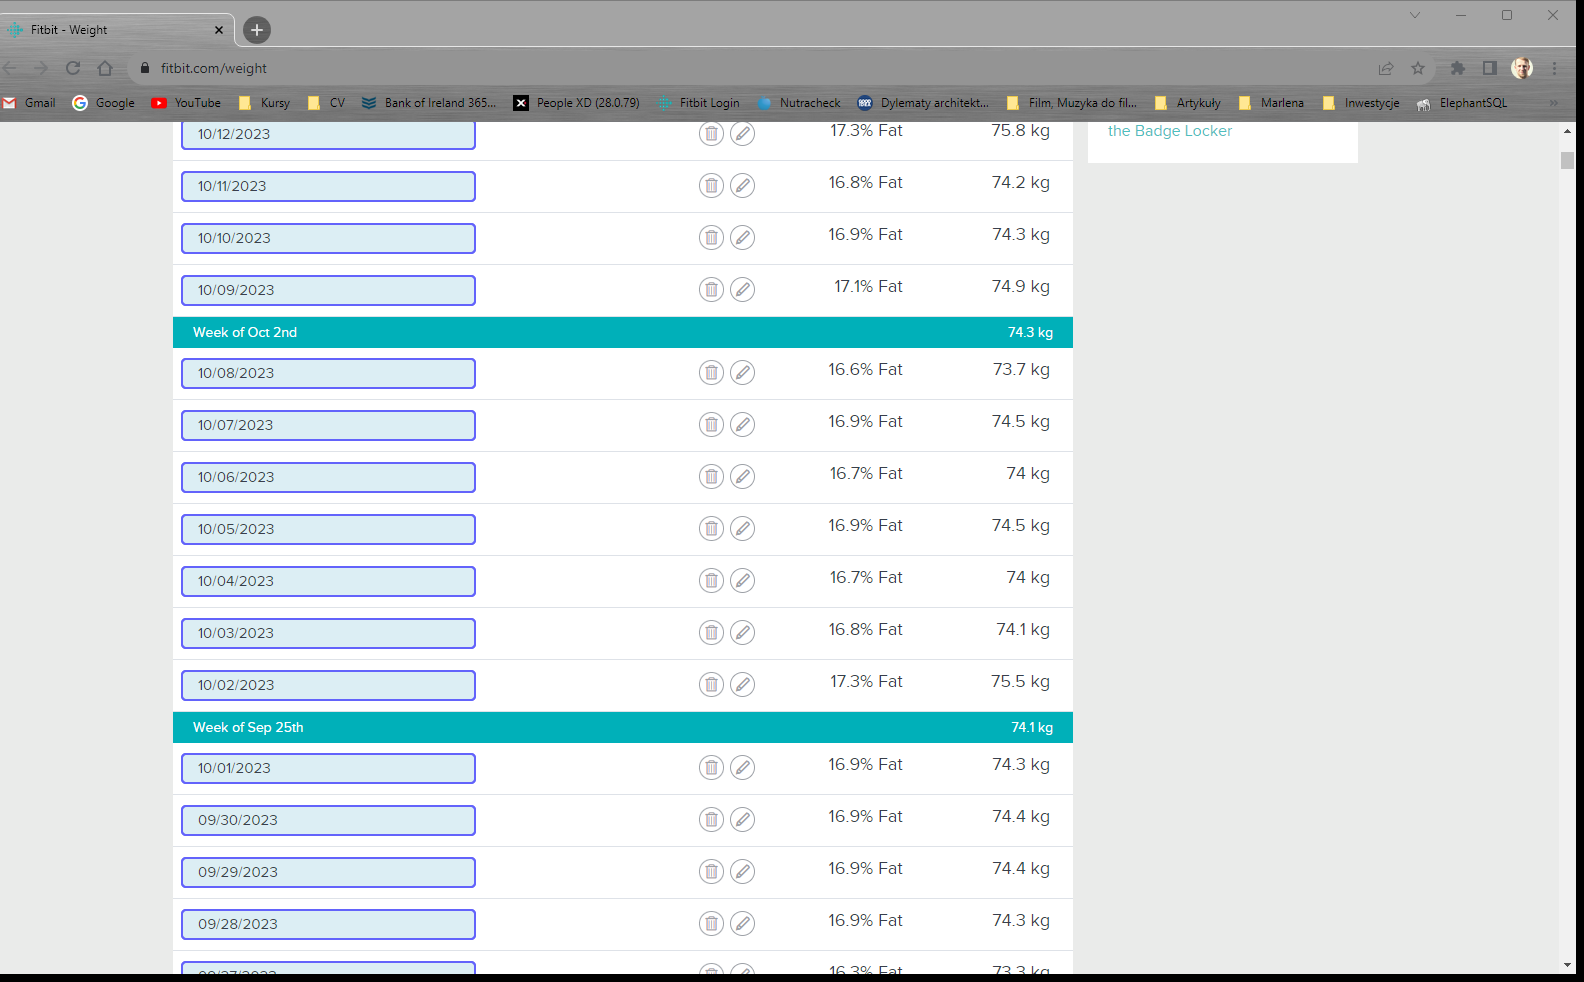 Fitbit - Weight
fitbit.com/weight
Gmail Google YouTube Kursy CV Bank of Ireland 365... People XD (28.0.79) Fitbit Login Nutracheck Dylematy architekt... Film, Muzyka do fil... Artykuły Marlena Inwestycje ElephantSQL »
10/12/2023 17.3% Fat 75.8 kg
the Badge Locker
10/11/2023 16.8% Fat 74.2 kg
10/10/2023 16.9% Fat 74.3 kg
10/09/2023 17.1% Fat 74.9 kg
Week of Oct 2nd 74.3 kg
10/08/2023 16.6% Fat 73.7 kg
10/07/2023 16.9% Fat 74.5 kg
10/06/2023 16.7% Fat 74 kg
10/05/2023 16.9% Fat 74.5 kg
10/04/2023 16.7% Fat 74 kg
10/03/2023 16.8% Fat 74.1 kg
10/02/2023 17.3% Fat 75.5 kg
Week of Sep 25th 74.1 kg
10/01/2023 16.9% Fat 74.3 kg
09/30/2023 16.9% Fat 74.4 kg
09/29/2023 16.9% Fat 74.4 kg
09/28/2023 16.9% Fat 74.3 kg
09/27/2023 16.3% Fat 73.3 kg